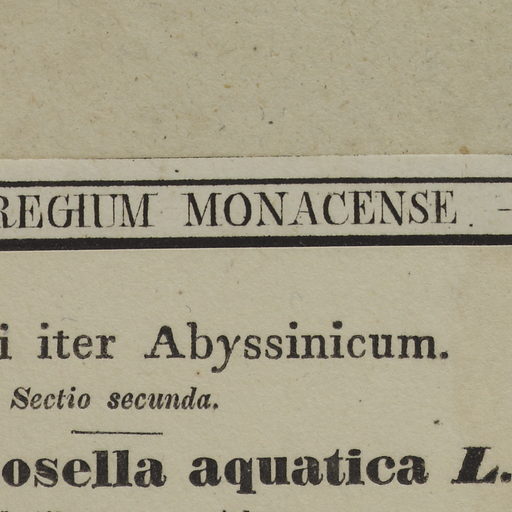 REGIUM MONACENSE. -
i iter Abyssinicum.
Sectio secunda.
osella aquatica L.